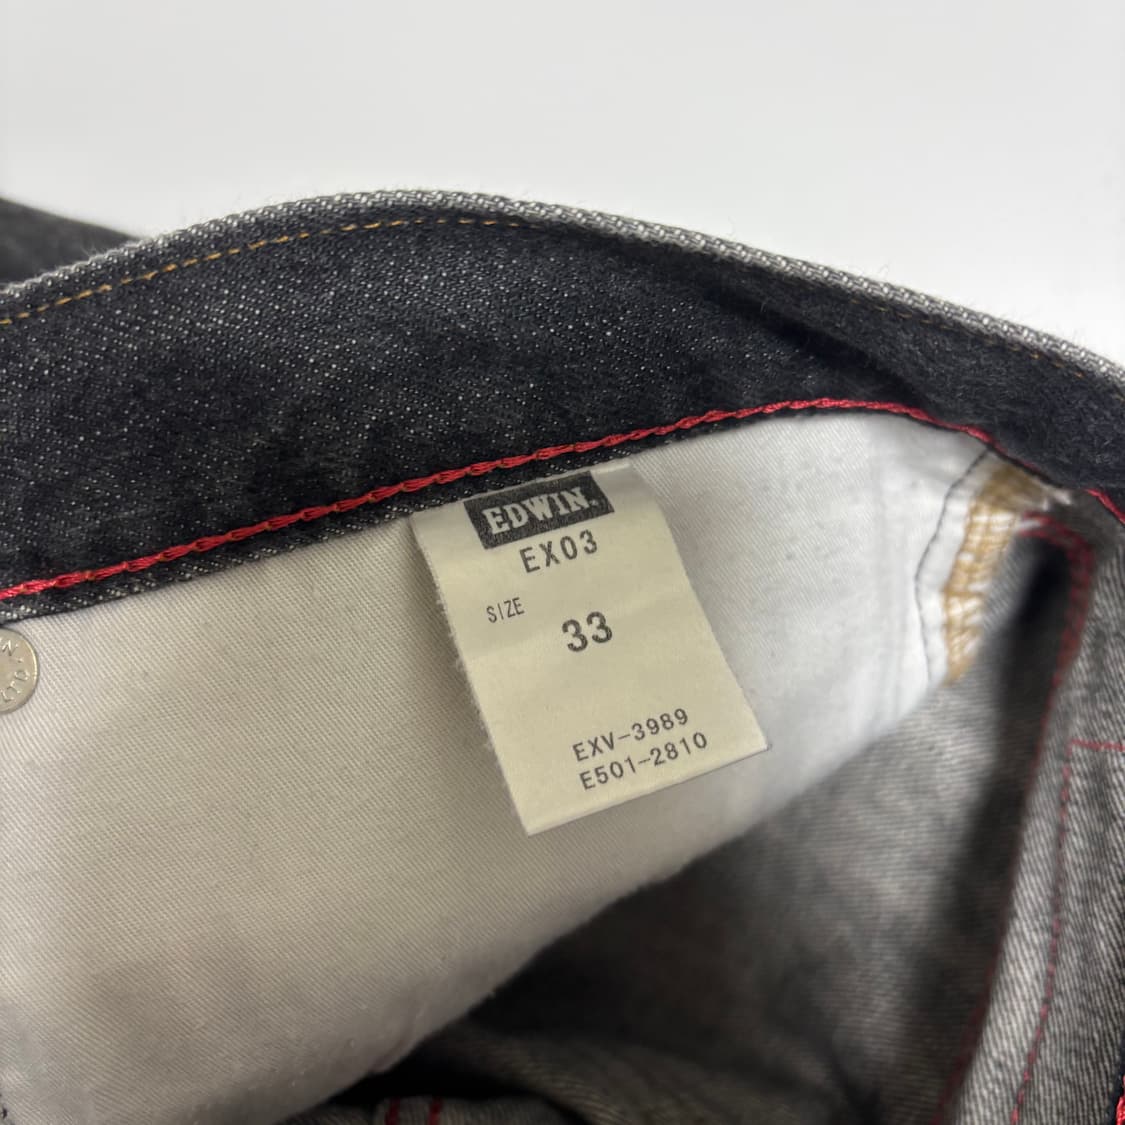 EDWIN.
EX03
SIZE
33
EXV-3989
E501-2810